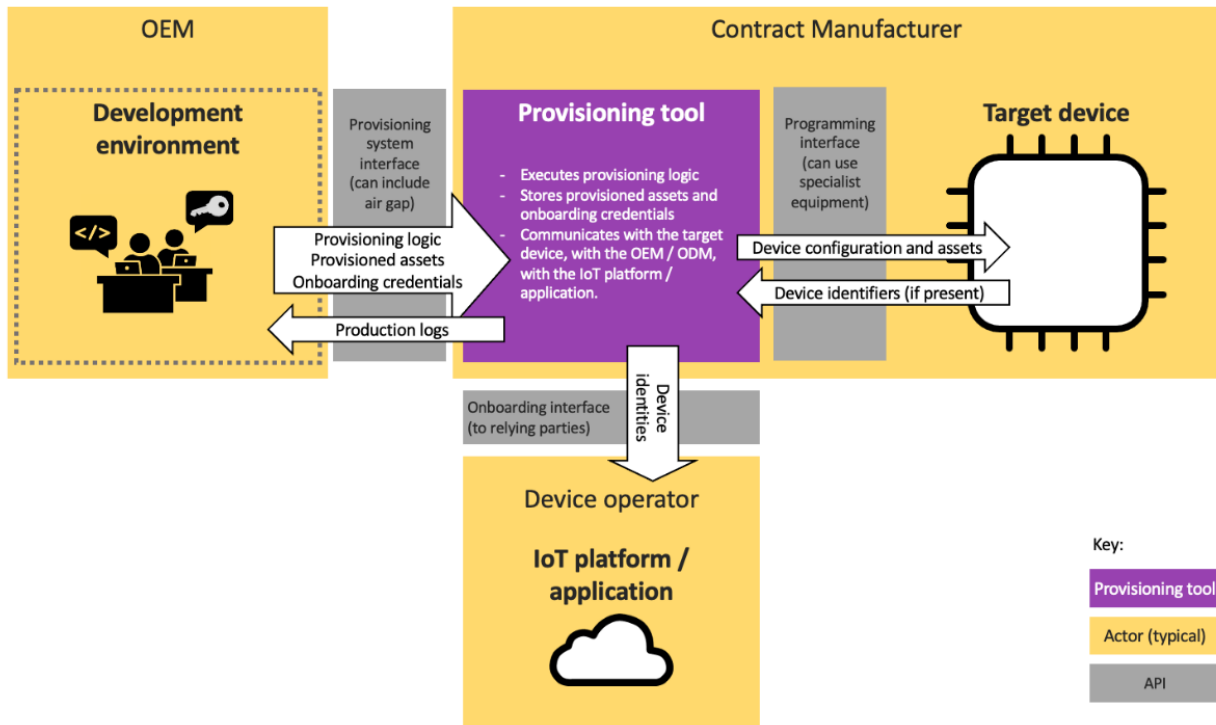 OEM
Contract Manufacturer
Development
environment
</>
Provisioning
system
interface
(can include
air gap)
Provisioning logic
Provisioned assets
Onboarding credentials
Production logs
Provisioning tool
- Executes provisioning logic
- Stores provisioned assets and
onboarding credentials
- Communicates with the target
device, with the OEM / ODM,
with the IoT platform /
application.
Programming
interface
(can use
specialist
equipment)
Target device
Device configuration and assets
Device identifiers (if present)
Onboarding interface
(to relying parties)
Device
identities
Device operator
IoT platform /
application
Key:
Provisioning tool
Actor (typical)
API